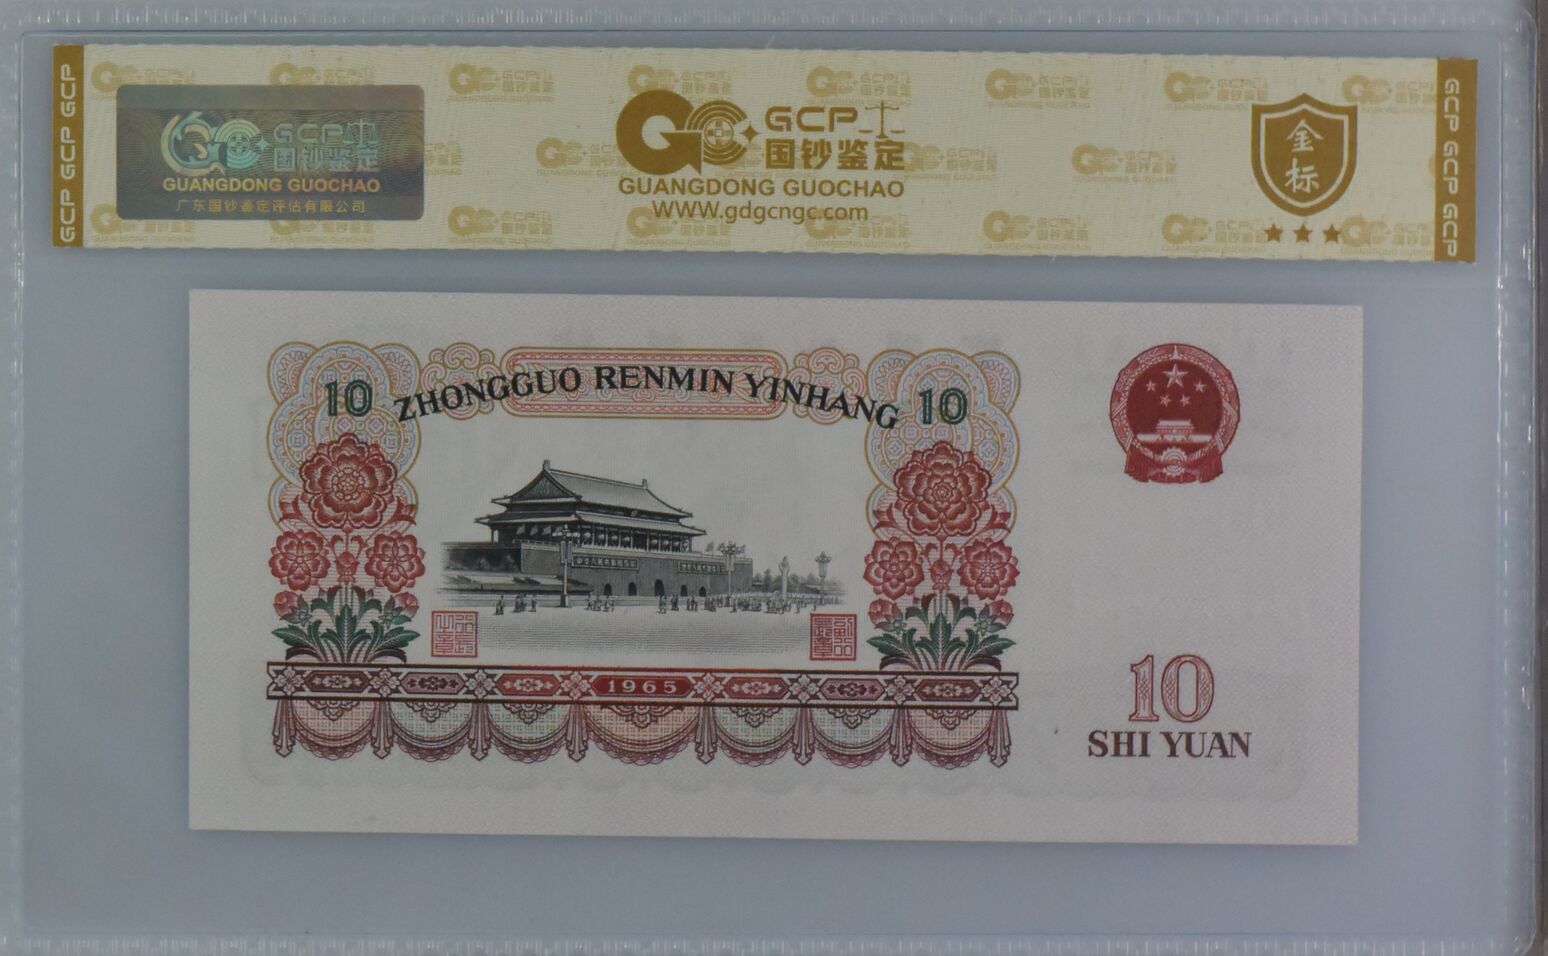 GCP GCP GCP
GCP 国钞鉴定
GUANGDONG GUOCHAO
广东国钞鉴定评估有限公司
GCP
国钞鉴定
GUANGDONG GUOCHAO
WWW.gdgcngc.com
金标
GCP GCP GCP
10 ZHONGGUO RENMIN YINHANG 10
1965
10
SHI YUAN